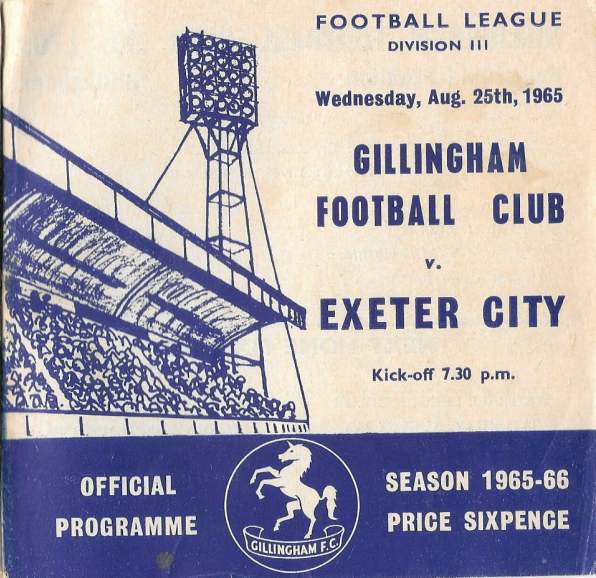 FOOTBALL LEAGUE
DIVISION III
Wednesday, Aug. 25th, 1965
GILLINGHAM
FOOTBALL CLUB
v.
EXETER CITY
Kick-off 7.30 p.m.
OFFICIAL
PROGRAMME
GILLINGHAM F.C.
SEASON 1965-66
PRICE SIXPENCE